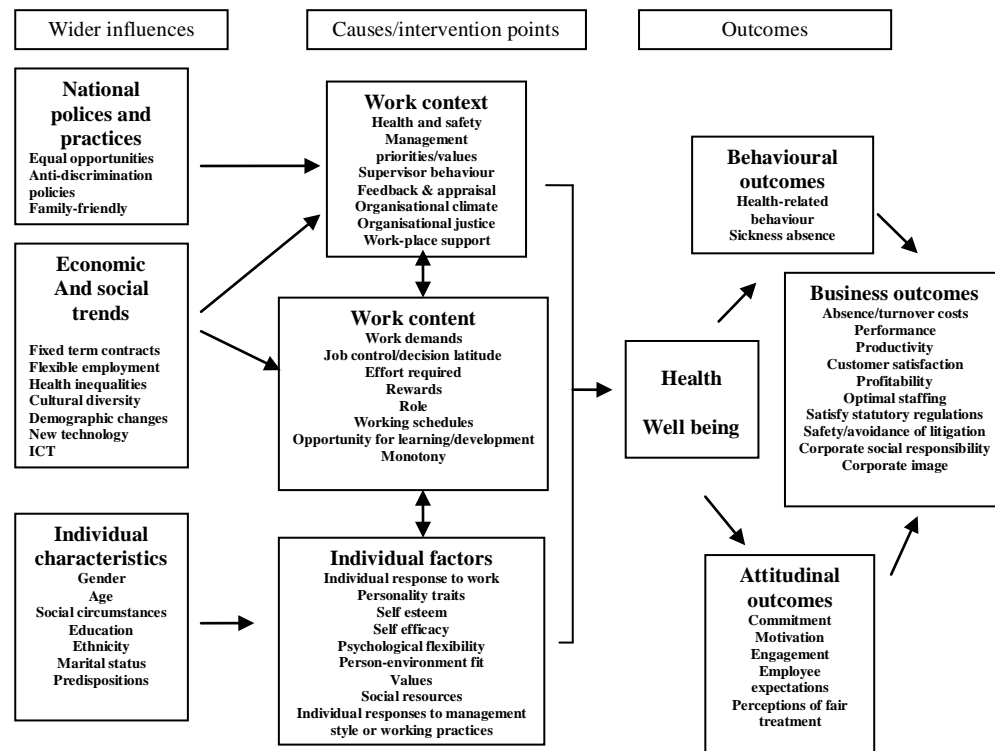 Wider influences
Causes/intervention points
Outcomes
National
polices and
practices
Equal opportunities
Anti-discrimination
policies
Family-friendly
Economic
And social
trends
Fixed term contracts
Flexible employment
Health inequalities
Cultural diversity
Demographic changes
New technology
ICT
Individual
characteristics
Gender
Age
Social circumstances
Education
Ethnicity
Marital status
Predispositions
Work context
Health and safety
Management
priorities/values
Supervisor behaviour
Feedback & appraisal
Organisational climate
Organisational justice
Work-place support
Work content
Work demands
Job control/decision latitude
Effort required
Rewards
Role
Working schedules
Opportunity for learning/development
Monotony
Individual factors
Individual response to work
Personality traits
Self esteem
Self efficacy
Psychological flexibility
Person-environment fit
Values
Social resources
Individual responses to management
style or working practices
Health
Well being
Behavioural
outcomes
Health-related
behaviour
Sickness absence
Business outcomes
Absence/turnover costs
Performance
Productivity
Customer satisfaction
Profitability
Optimal staffing
Satisfy statutory regulations
Safety/avoidance of litigation
Corporate social responsibility
Corporate image
Attitudinal
outcomes
Commitment
Motivation
Engagement
Employee
expectations
Perceptions of fair
treatment